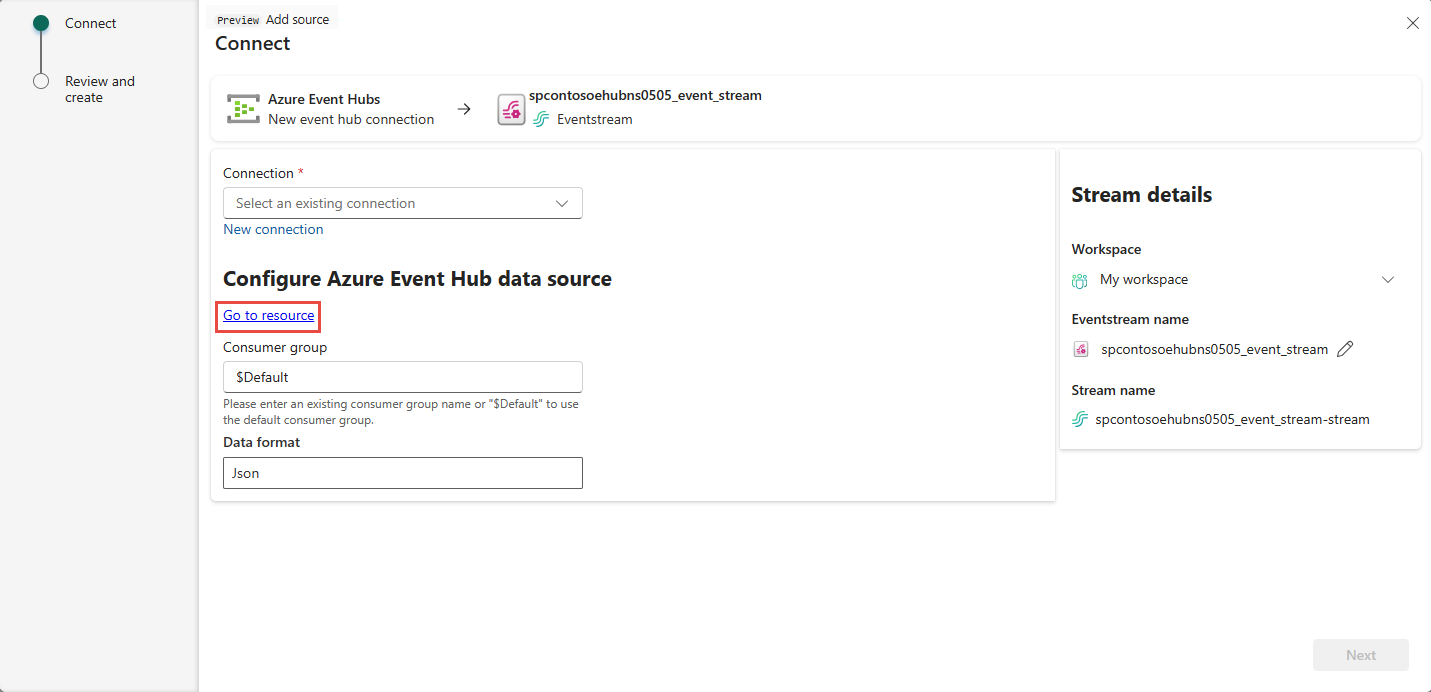 Connect
Review and
create
Preview Add source
Connect
Azure Event Hubs
New event hub connection
spcontosoehubns0505_event_stream
Eventstream
Connection *
Select an existing connection
New connection
Configure Azure Event Hub data source
Go to resource
Consumer group
$Default
Please enter an existing consumer group name or "$Default" to use
the default consumer group.
Data format
Json
Stream details
Workspace
My workspace
Eventstream name
spcontosoehubns0505_event_stream
Stream name
spcontosoehubns0505_event_stream-stream
Next